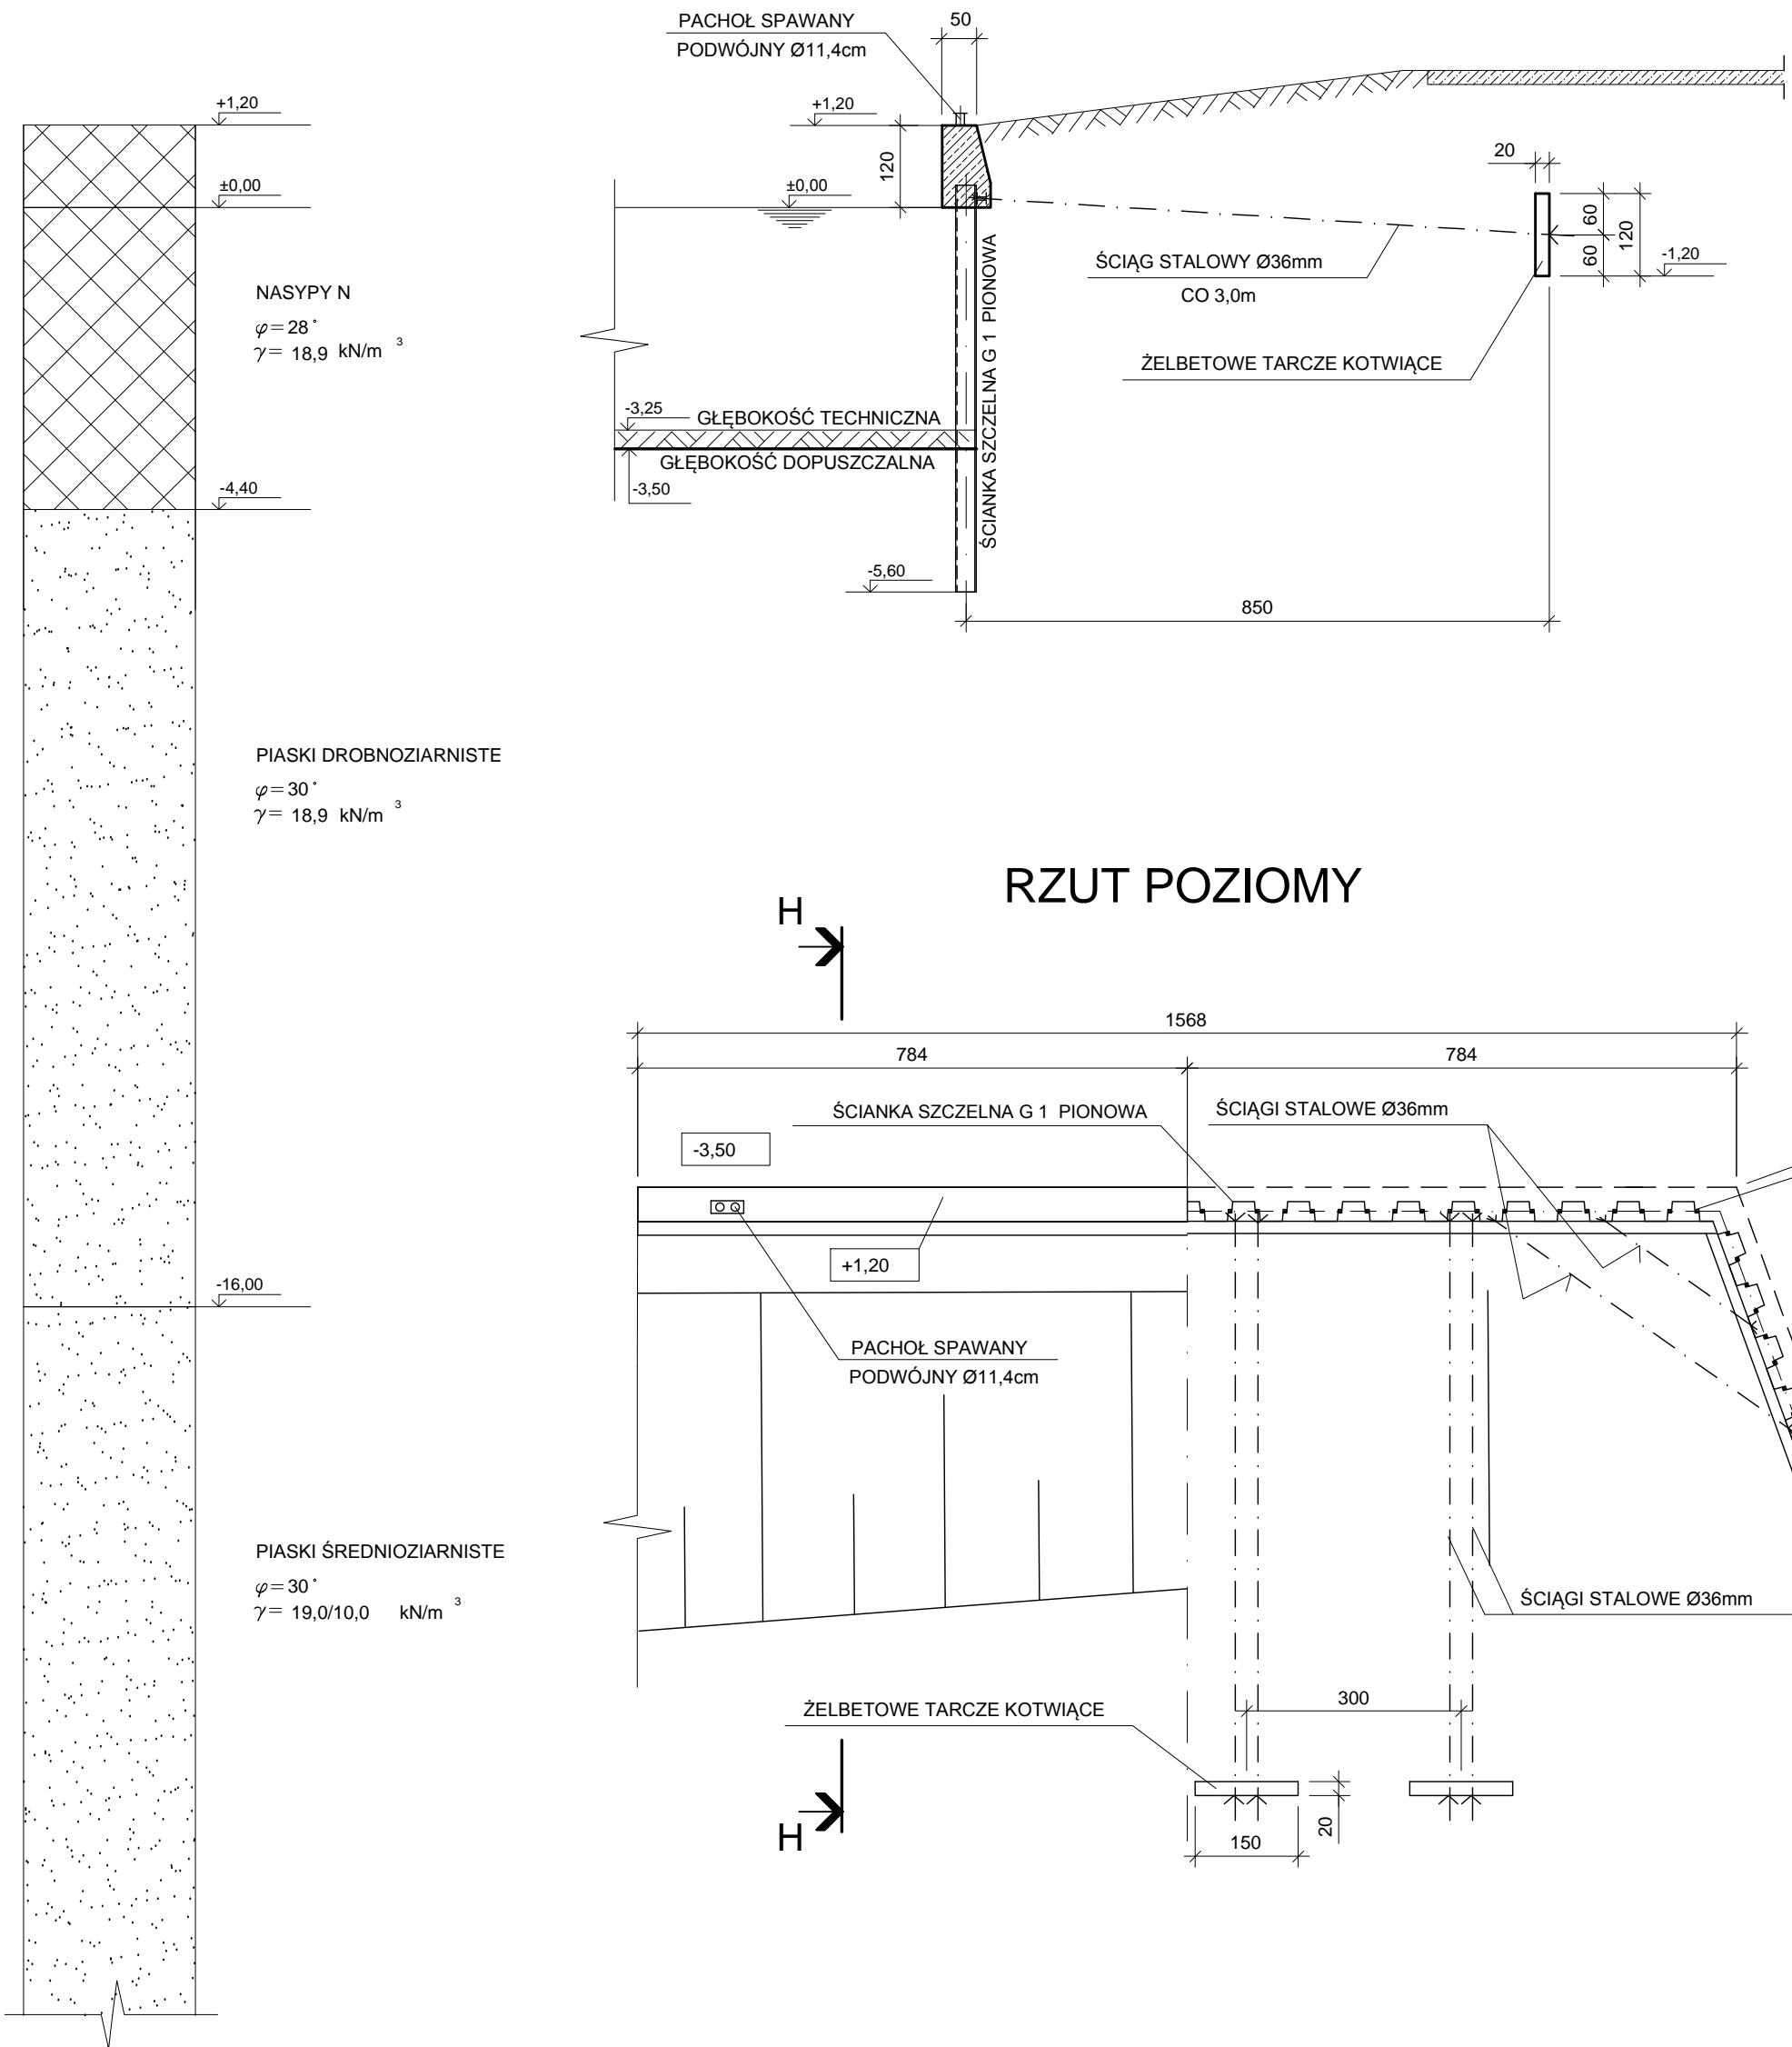 PACHOŁ SPAWANY
PODWÓJNY Ø11,4cm
50
+1,20
+1,20
120
±0,00
±0,00
20
60
60
120
-1,20
ŚCIĄG STALOWY Ø36mm
CO 3,0m
ŻELBETOWE TARCZE KOTWIĄCE
ŚCIANKA SZCZELNA G 1 PIONOWA
NASYPY N
φ= 28°
γ= 18,9 kN/m 3
-3,25
GŁĘBOKOŚĆ TECHNICZNA
GŁĘBOKOŚĆ DOPUSZCZALNA
-3,50
-4,40
-5,60
850
PIASKI DROBNOZIARNISTE
φ= 30°
γ= 18,9 kN/m 3
RZUT POZIOMY
H
1568
784
784
ŚCIANKA SZCZELNA G 1 PIONOWA
ŚCIĄGI STALOWE Ø36mm
-3,50
+1,20
-16,00
PACHOŁ SPAWANY
PODWÓJNY Ø11,4cm
PIASKI ŚREDNIOZIARNISTE
φ= 30°
γ= 19,0/10,0 kN/m 3
ŚCIĄGI STALOWE Ø36mm
ŻELBETOWE TARCZE KOTWIĄCE
300
H
150
20